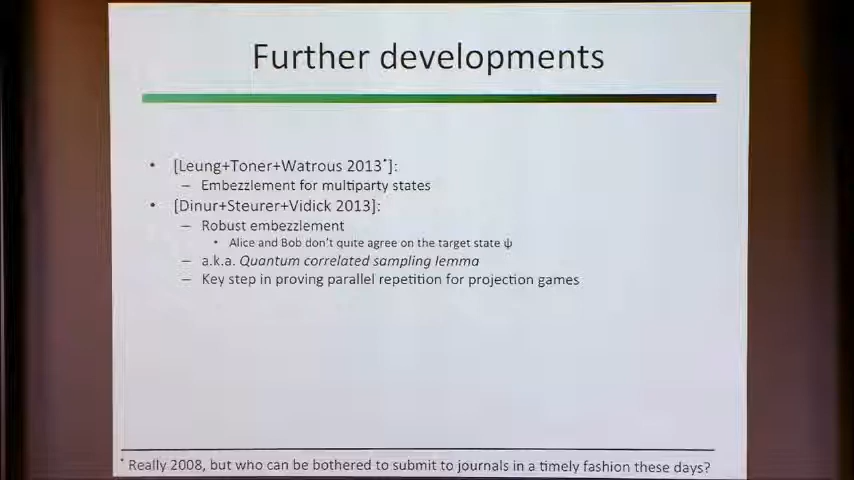 Further developments
• [Leung+Toner+Watrous 2013*]:
– Embezzlement for multiparty states
• [Dinur+Steurer+Vidick 2013]:
– Robust embezzlement
• Alice and Bob don't quite agree on the target state ψ
– a.k.a. Quantum correlated sampling lemma
– Key step in proving parallel repetition for projection games
* Really 2008, but who can be bothered to submit to journals in a timely fashion these days?